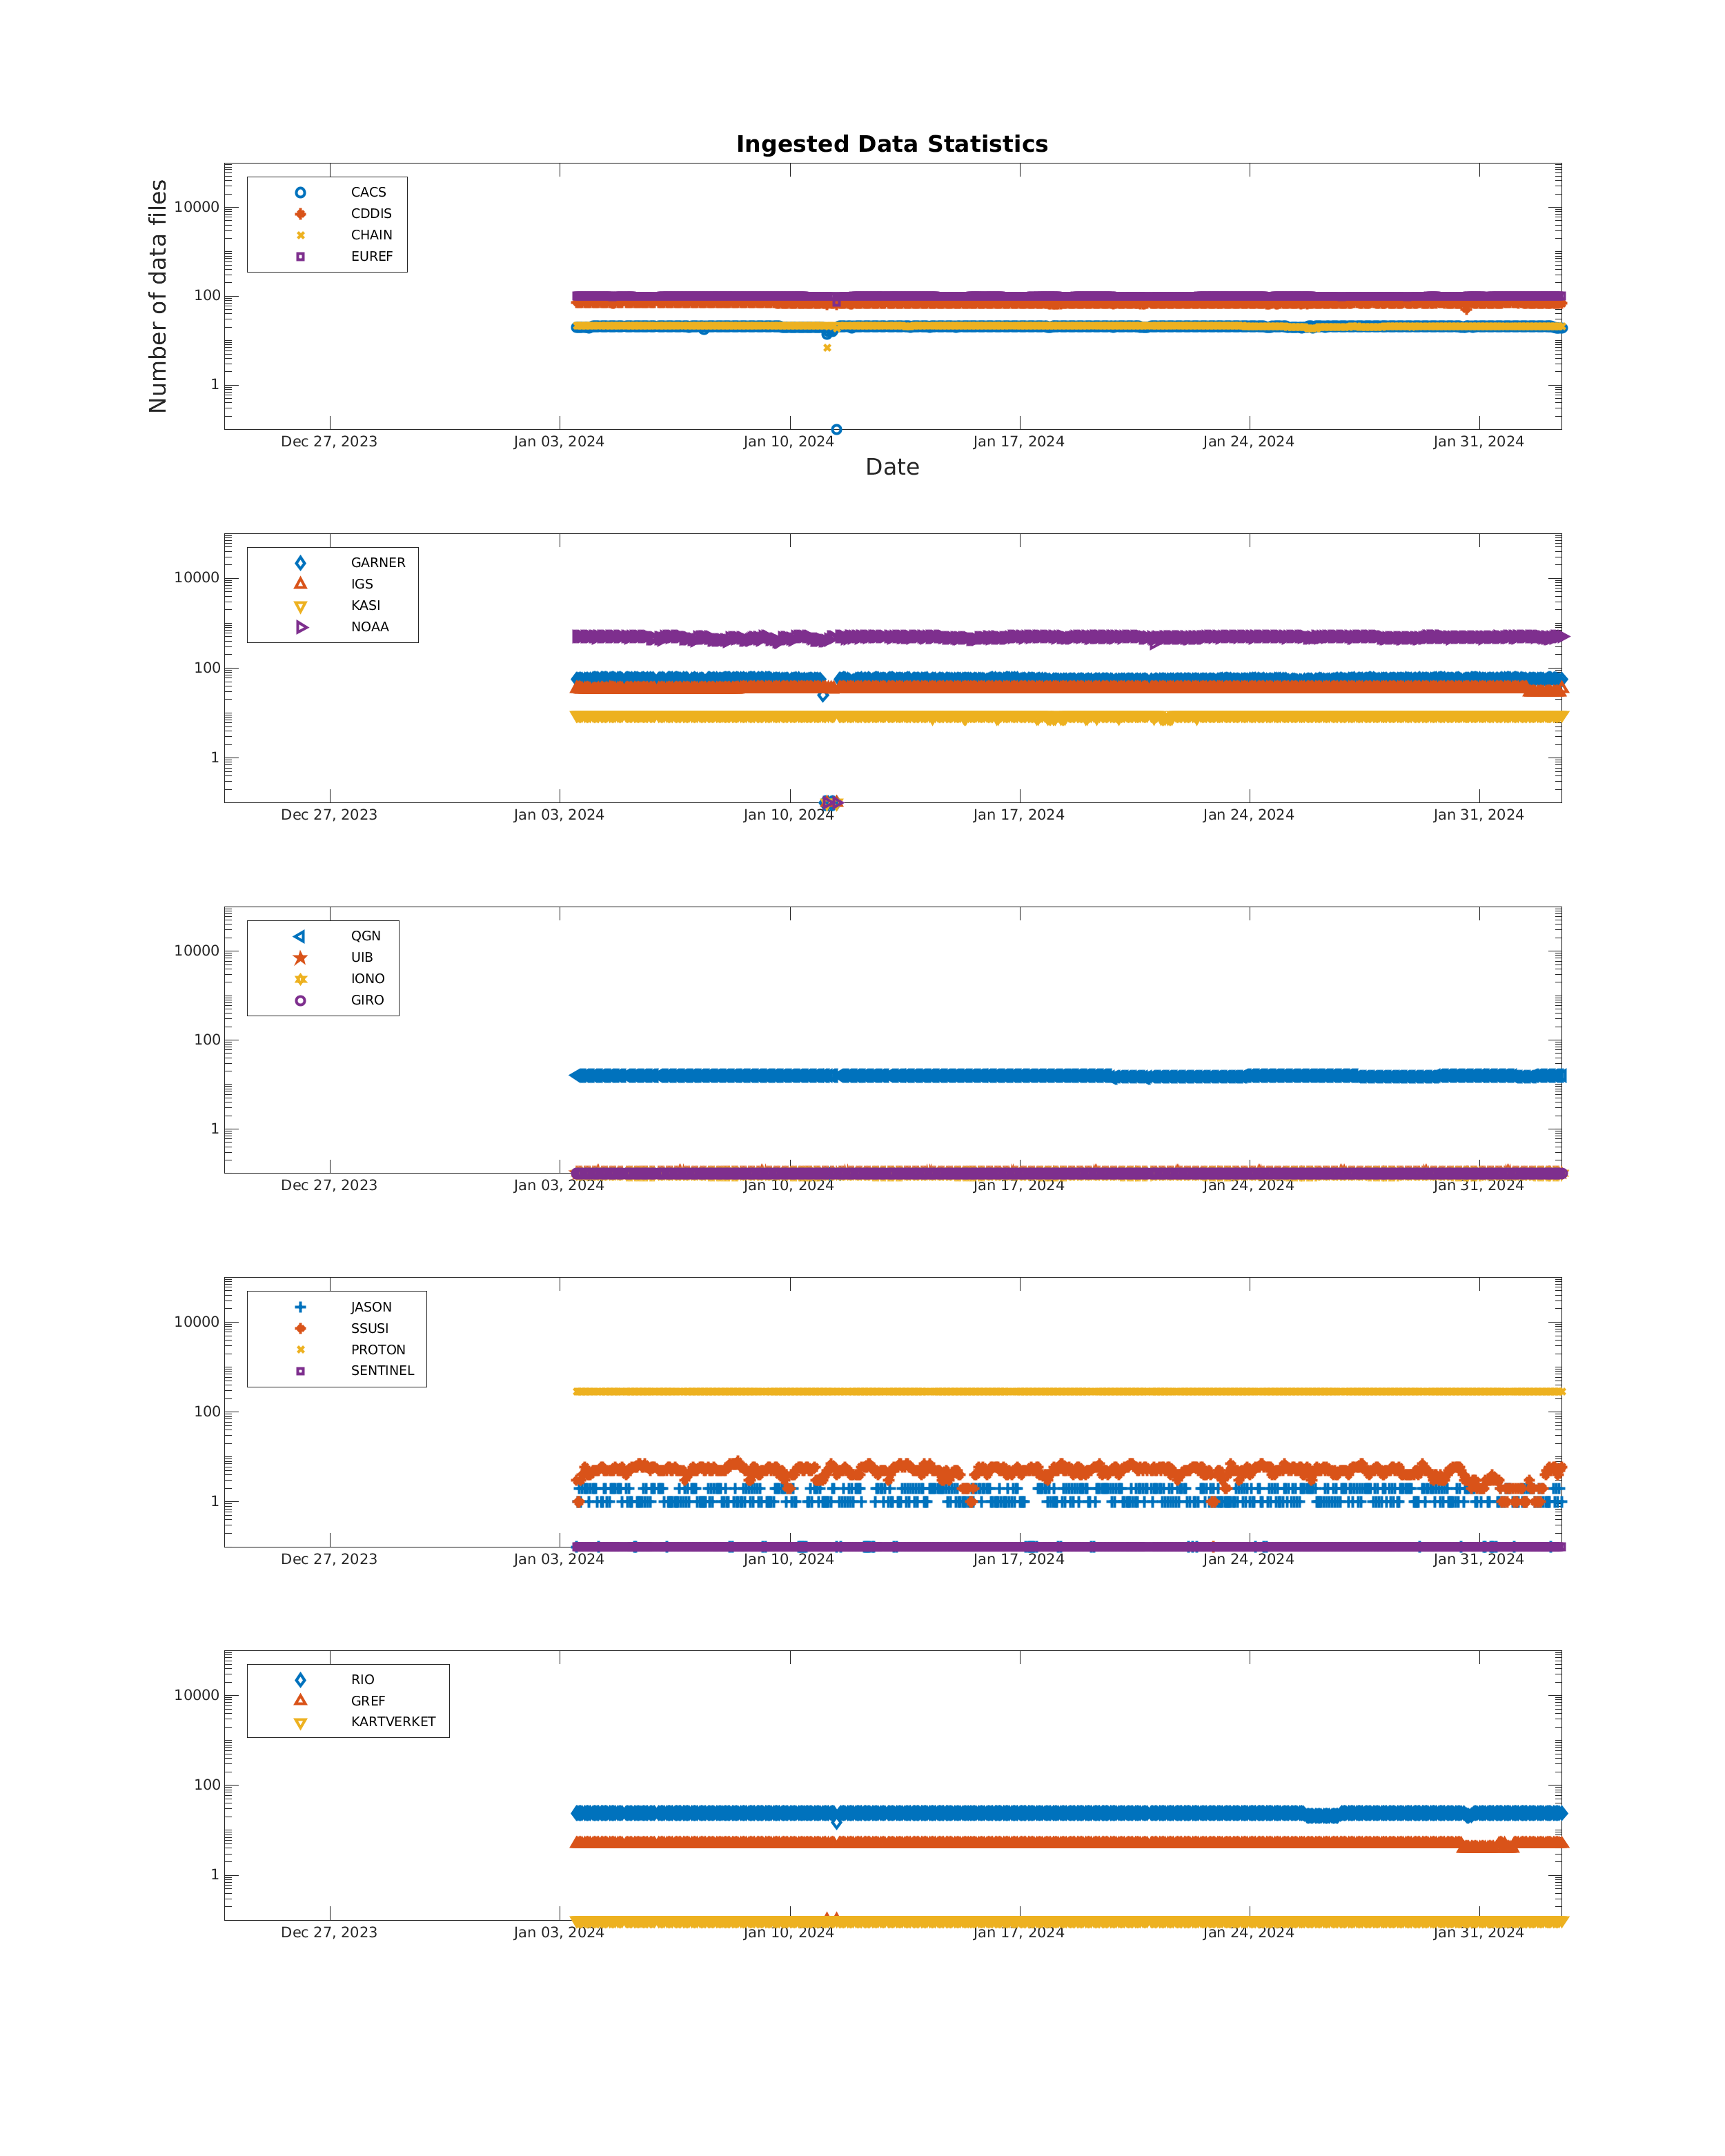 Ingested Data Statistics
Number of data files
10000
100
1
CACS
CDDIS
CHAIN
EUREF
Dec 27, 2023
Jan 03, 2024
Jan 10, 2024
Jan 17, 2024
Jan 24, 2024
Jan 31, 2024
Date
10000
100
1
GARNER
IGS
KASI
NOAA
Dec 27, 2023
Jan 03, 2024
Jan 10, 2024
Jan 17, 2024
Jan 24, 2024
Jan 31, 2024
10000
100
1
QGN
UIB
IONO
GIRO
Dec 27, 2023
Jan 03, 2024
Jan 10, 2024
Jan 17, 2024
Jan 24, 2024
Jan 31, 2024
10000
100
1
JASON
SSUSI
PROTON
SENTINEL
Dec 27, 2023
Jan 03, 2024
Jan 10, 2024
Jan 17, 2024
Jan 24, 2024
Jan 31, 2024
10000
100
1
RIO
GREF
KARTVERKET
Dec 27, 2023
Jan 03, 2024
Jan 10, 2024
Jan 17, 2024
Jan 24, 2024
Jan 31, 2024